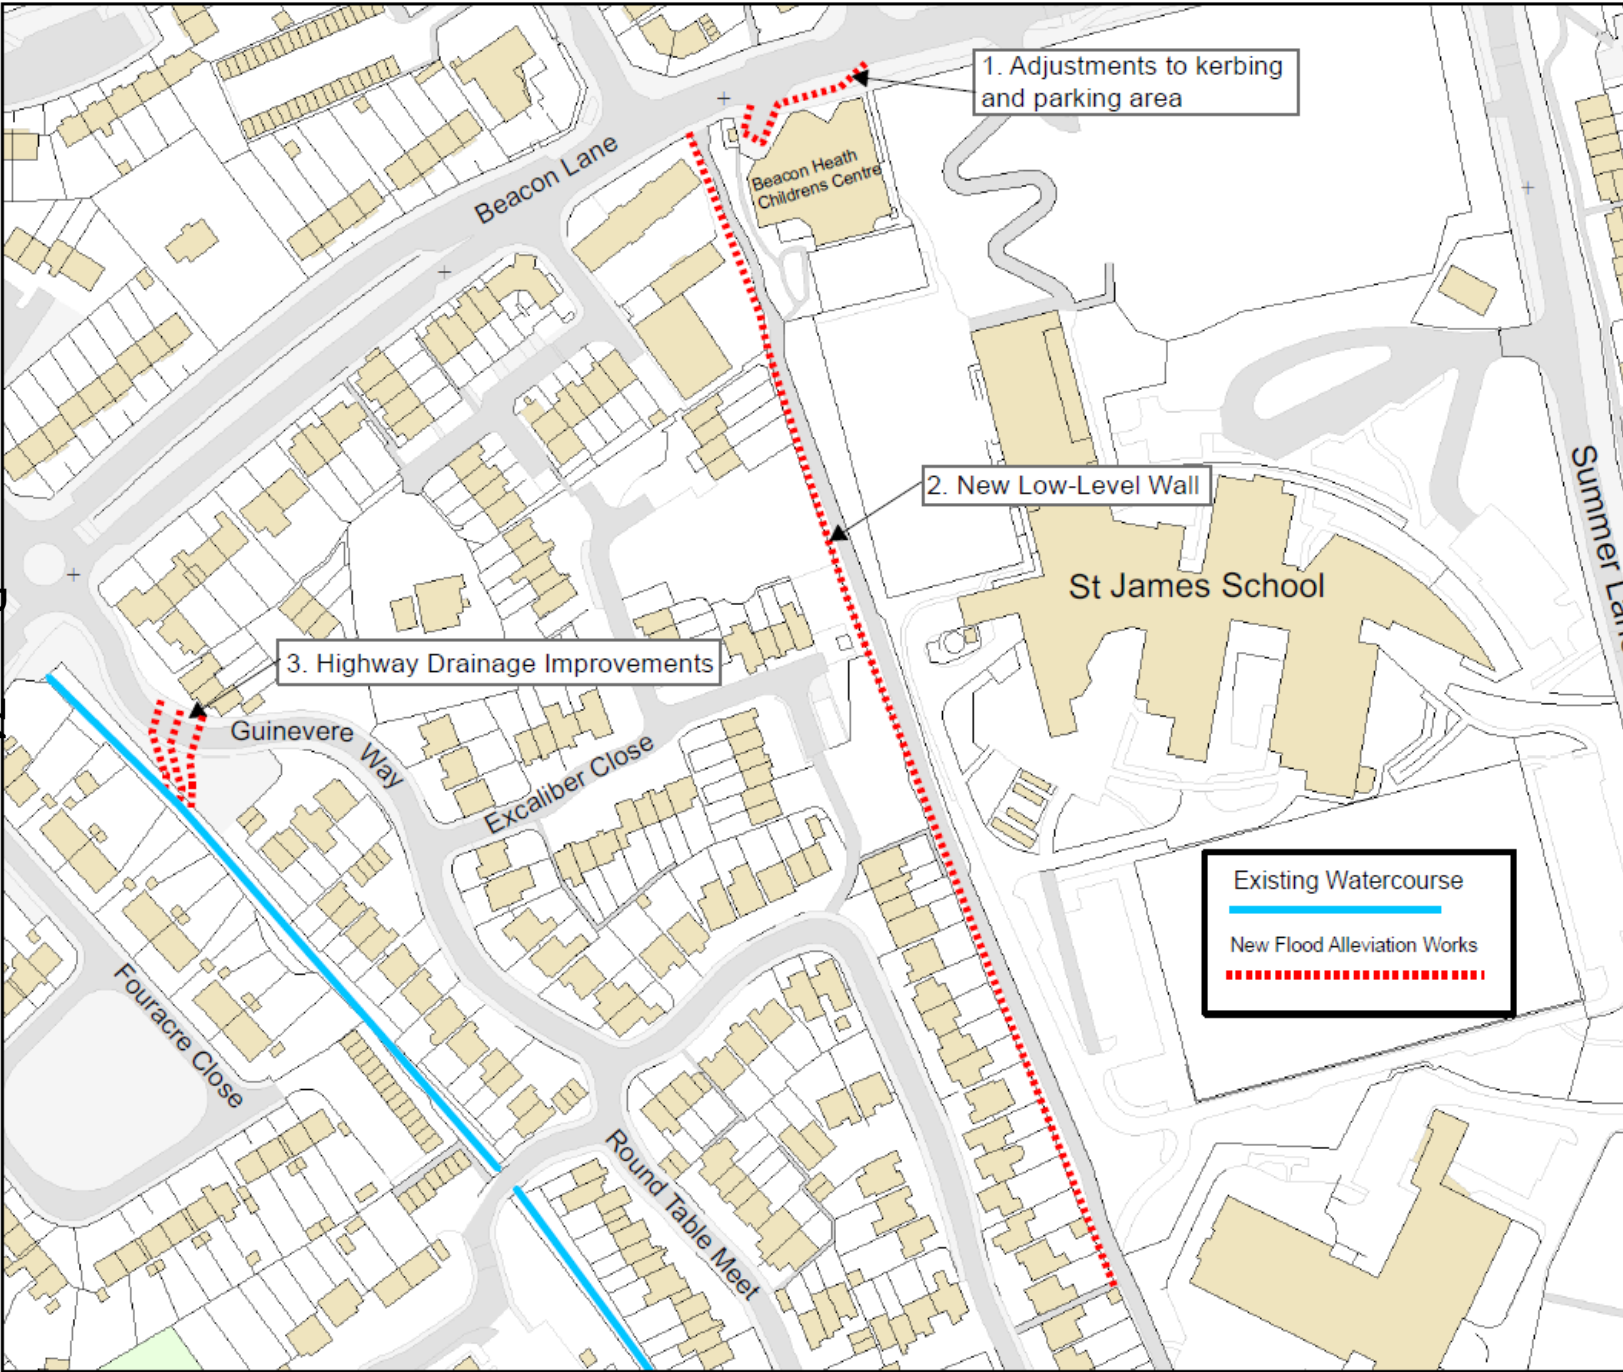 1. Adjustments to kerbing
and parking area
Beacon Lane
Beacon Heath
Childrens Centre
2. New Low-Level Wall
Summer Lane
St James School
3. Highway Drainage Improvements
Guinevere Way
Excaliber Close
Existing Watercourse
New Flood Alleviation Works
Fouracre Close
Round Table Meet